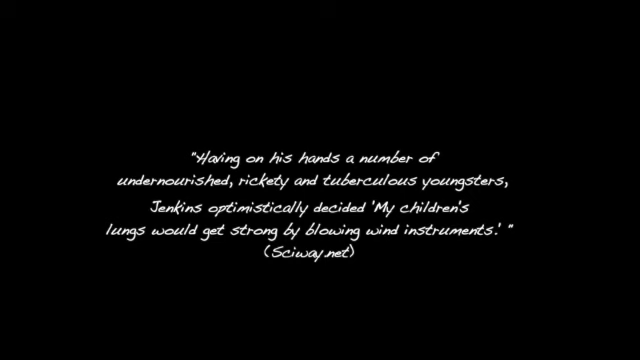 "Having on his hands a number of
undernourished, rickety and tuberculous youngsters,
Jenkins optimistically decided 'My children's
lungs would get strong by blowing wind instruments.' "
(Sciway.net)